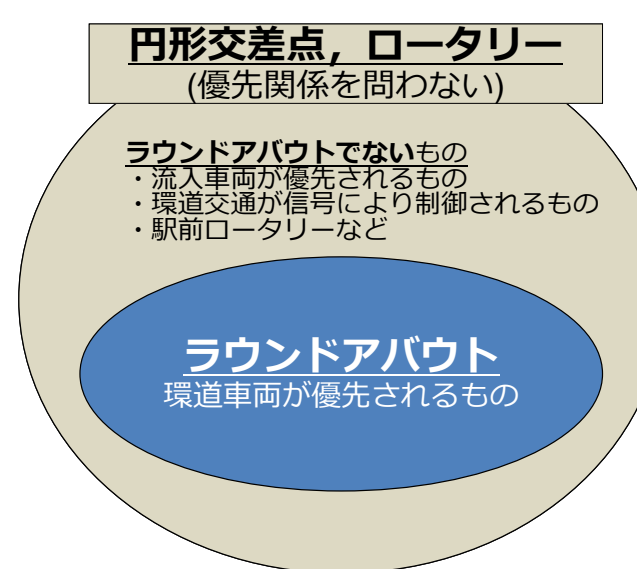 円形交差点，ロータリー
(優先関係を問わない)
ラウンドアバウトでないもの
・流入車両が優先されるもの
・環道交通が信号により制御されるもの
・駅前ロータリーなど
ラウンドアバウト
環道車両が優先されるもの